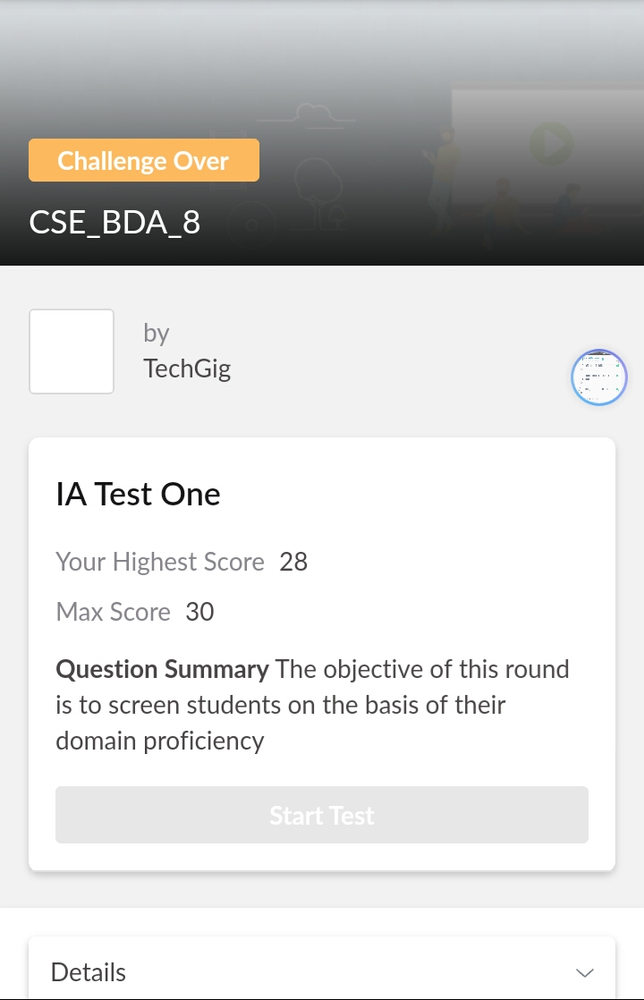 Challenge Over
CSE_BDA_8
by
TechGig
IA Test One
Your Highest Score 28
Max Score 30
Question Summary The objective of this round
is to screen students on the basis of their
domain proficiency
Start Test
Details